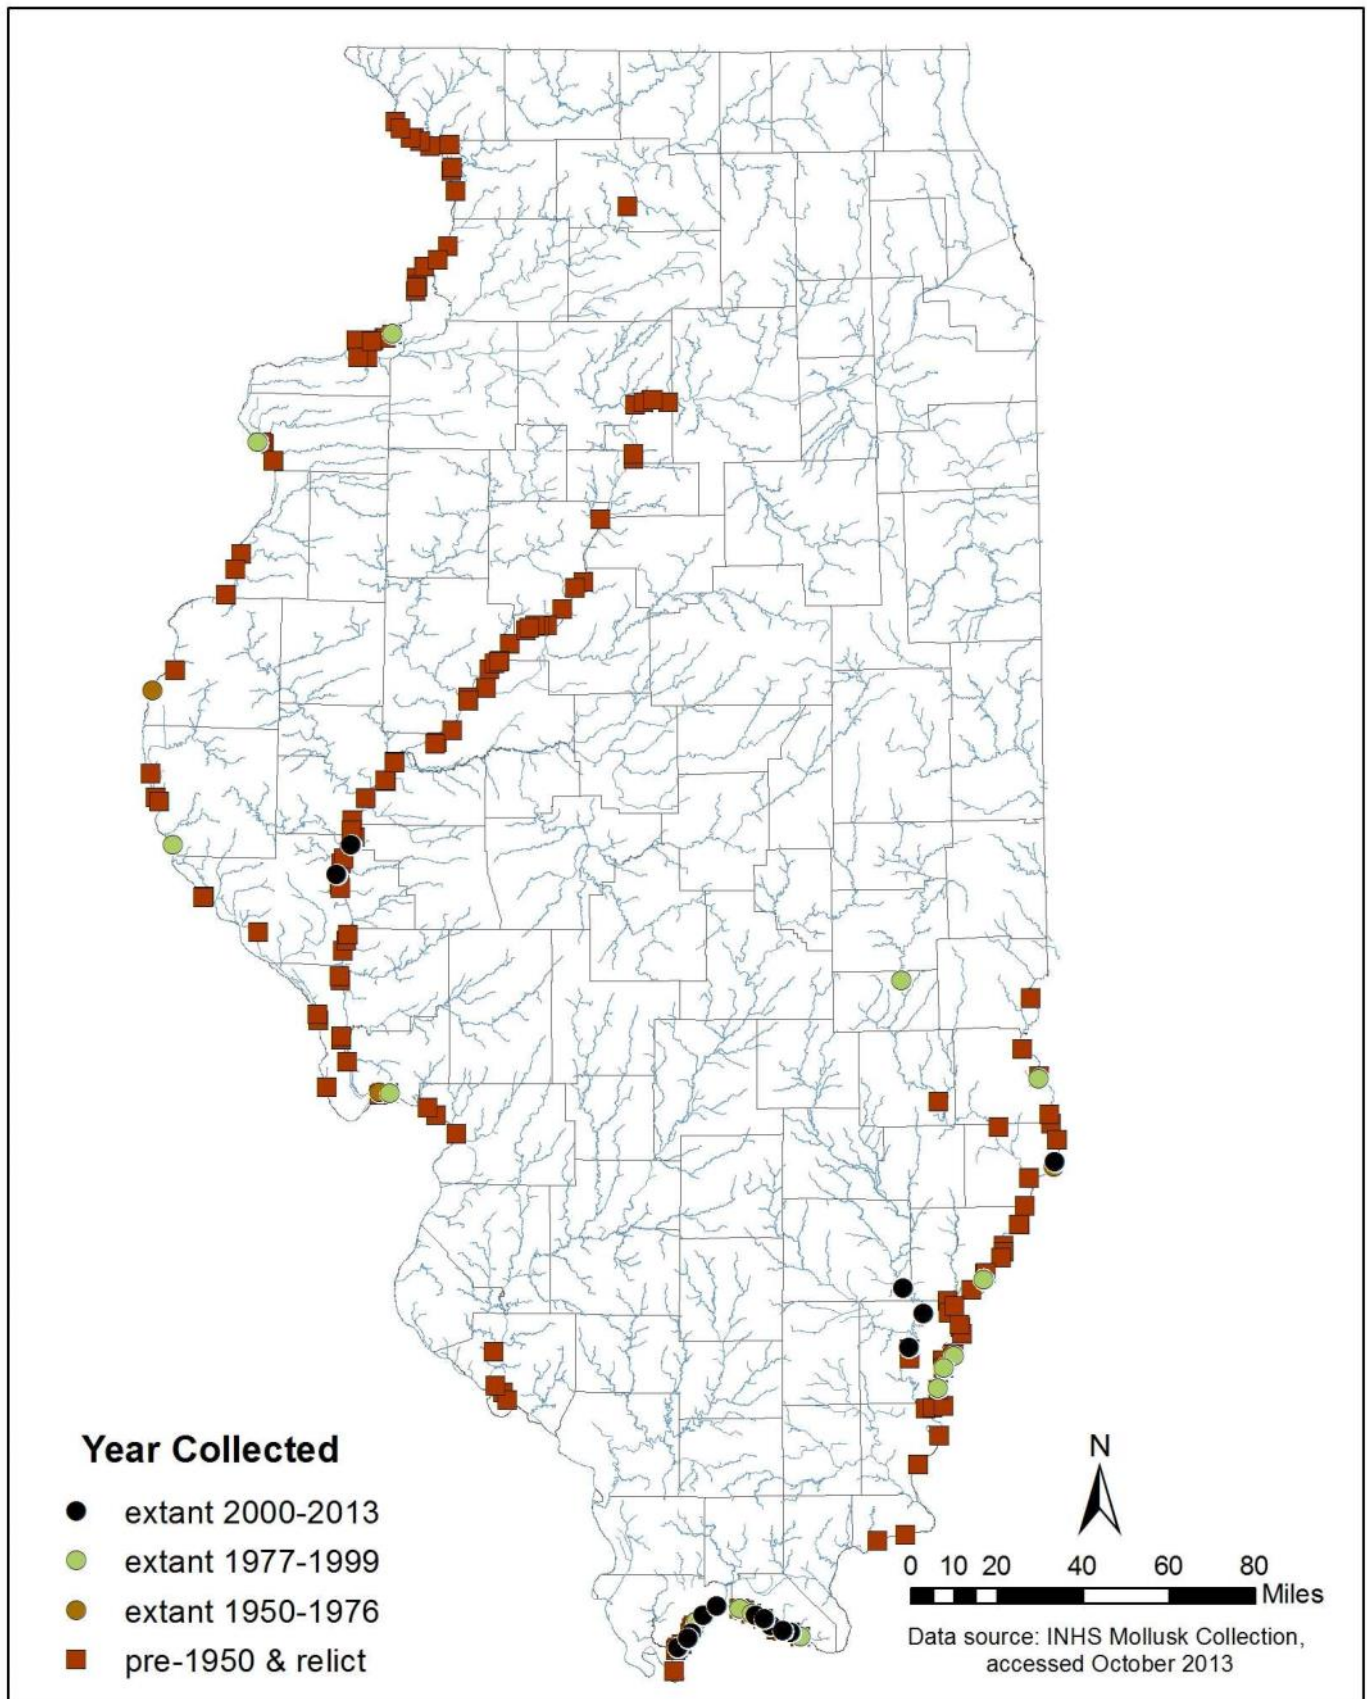 Year Collected
extant 2000-2013
extant 1977-1999
extant 1950-1976
pre-1950 & relict
N
0 10 20 40 60 80
Miles
Data source: INHS Mollusk Collection,
accessed October 2013